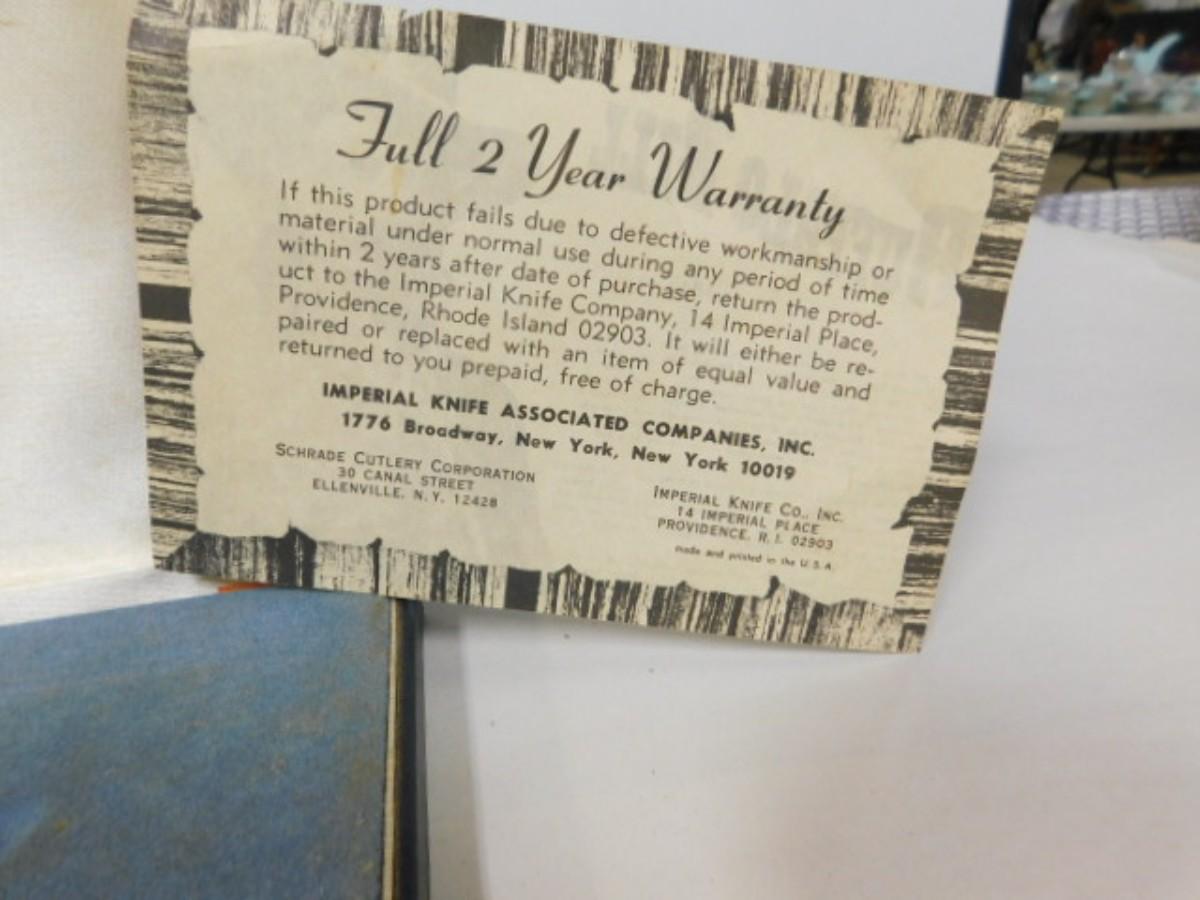 Full 2 Year Warranty
If this product fails due to defective workmanship or
material under normal use during any period of time
within 2 years after date of purchase, return the prod-
uct to the Imperial Knife Company, 14 Imperial Place,
Providence, Rhode Island 02903. It will either be re-
paired or replaced with an item of equal value and
returned to you prepaid, free of charge.
IMPERIAL KNIFE ASSOCIATED COMPANIES, INC.
1776 Broadway, New York, New York 10019
SCHRADE CUTLERY CORPORATION
30 CANAL STREET
ELLENVILLE, N.Y. 12428
IMPERIAL KNIFE CO., INC.
14 IMPERIAL PLACE
PROVIDENCE, R.I. 02903
made and printed in the U.S.A.